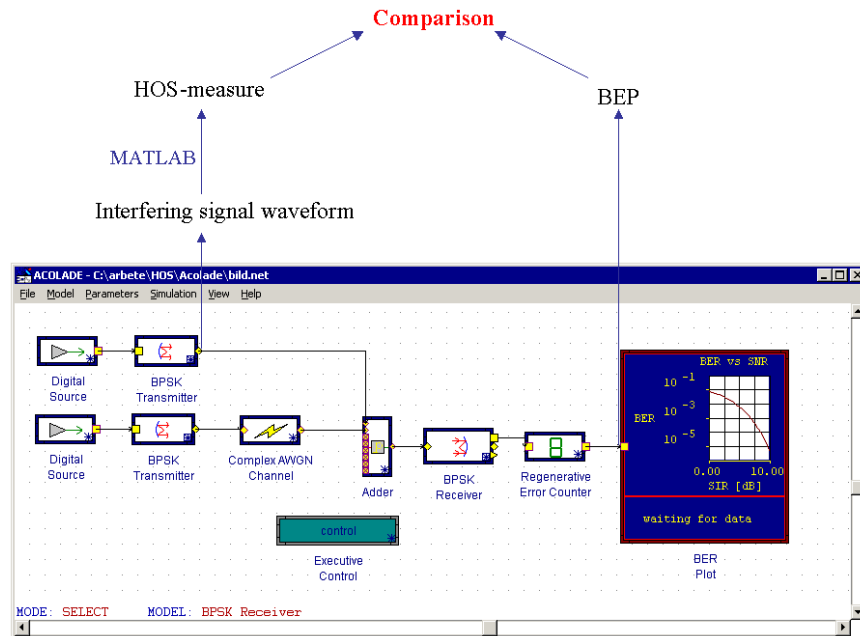 Comparison
HOS-measure
BEP
MATLAB
Interfering signal waveform
ACOLADE - C:\arbete\HOS\Acolade\bild.net
File Model Parameters Simulation View Help
Digital
Source
BPSK
Transmitter
Digital
Source
BPSK
Transmitter
Complex AWGN
Channel
Adder
BPSK
Receiver
Regenerative
Error Counter
BER vs SNR
10 -1
BER
10 -3
10 -5
0.00 10.00
SIR [dB]
waiting for data
BER
Plot
control
Executive
Control
MODE: SELECT MODEL: BPSK Receiver